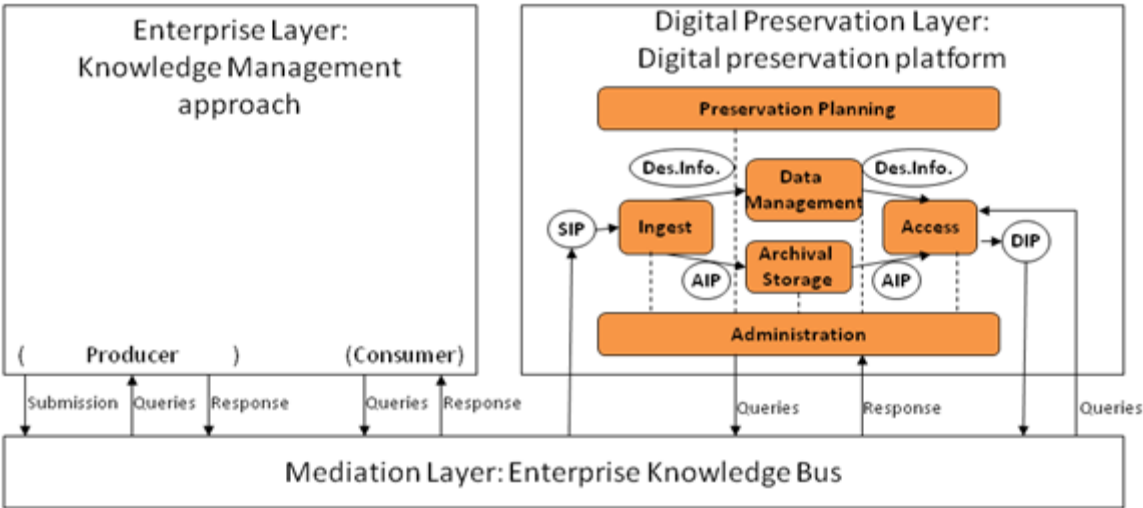 Enterprise Layer:
Knowledge Management
approach
( Producer )
(Consumer)
Digital Preservation Layer:
Digital preservation platform
Preservation Planning
Des.Info.
Data
Management
Des.Info.
SIP
Ingest
Access
DIP
AIP
Archival
Storage
AIP
Administration
Submission
Queries
Response
Queries
Response
Queries
Response
Queries
Mediation Layer: Enterprise Knowledge Bus